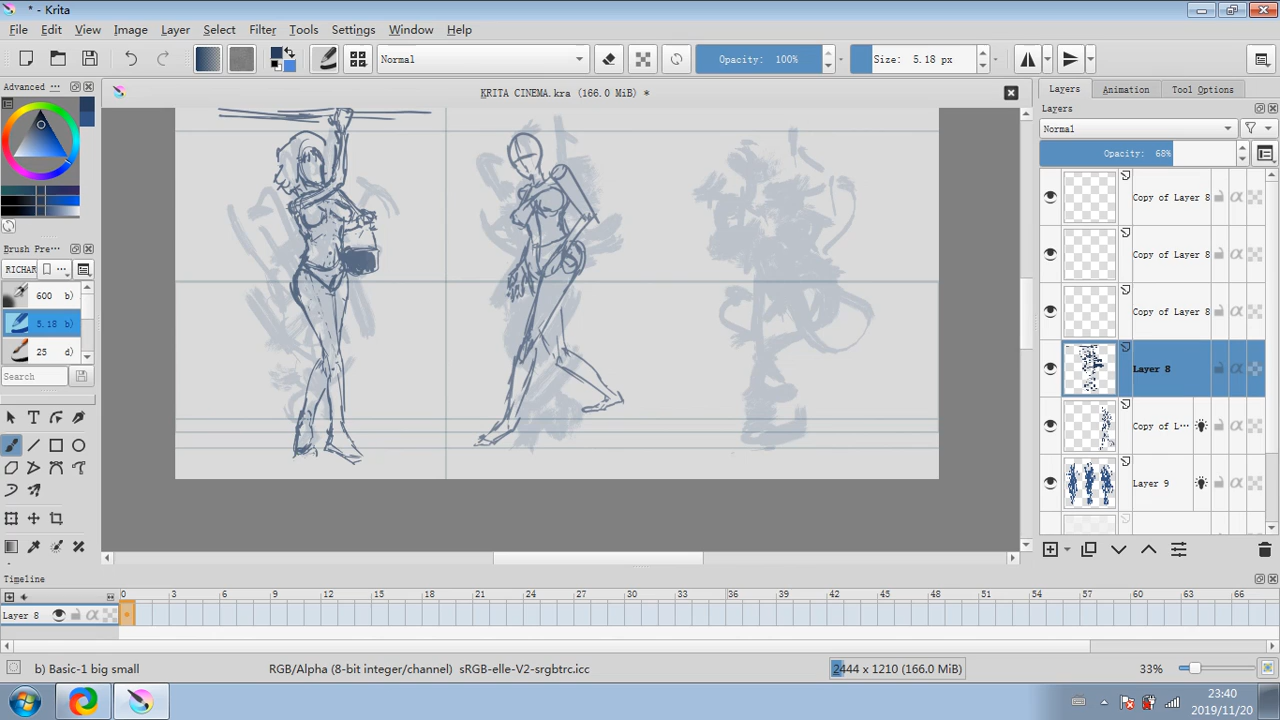 * - Krita
File Edit View Image Layer Select Filter Tools Settings Window Help
Normal Opacity: 100% Size: 5.18 px
Advanced ...
KRITA CINEMA.kra (166.0 MiB) *
Layers Animation Tool Options
Layers
Normal
Opacity: 68%
Copy of Layer 8
Copy of Layer 8
Copy of Layer 8
Layer 8
Copy of L...
Layer 9
Brush Pre...
RICHAR ...
600 b)
5.18 b)
25 d)
Search
Timeline
0 3 6 9 12 15 18 21 24 27 30 33 36 39 42 45 48 51 54 57 60 63 66
Layer 8
b) Basic-1 big small RGB/Alpha (8-bit integer/channel) sRGB-elle-V2-srgbtrc.icc 2444 x 1210 (166.0 MiB) 33%
23:40
2019/11/20